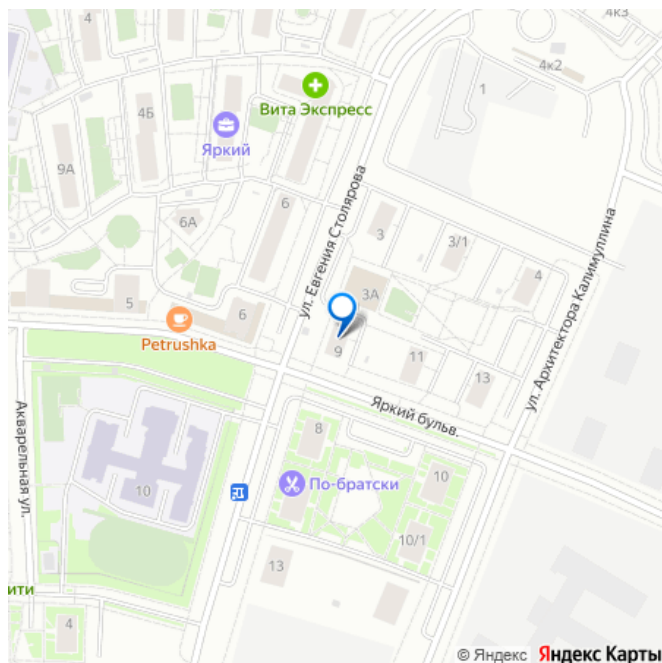 4
4к3
4к2
1
Вита Экспресс
4Б
Яркий
9А
ул. Евгения Столярова
6
6А
3
3/1
4
ул. Архитектора Калимуллина
3А
5
6
Petrushka
9
11
13
Яркий бульв.
Акварельная ул.
8
По-братски
10
10
10/1
13
ити
4
© Яндекс Яндекс Карты